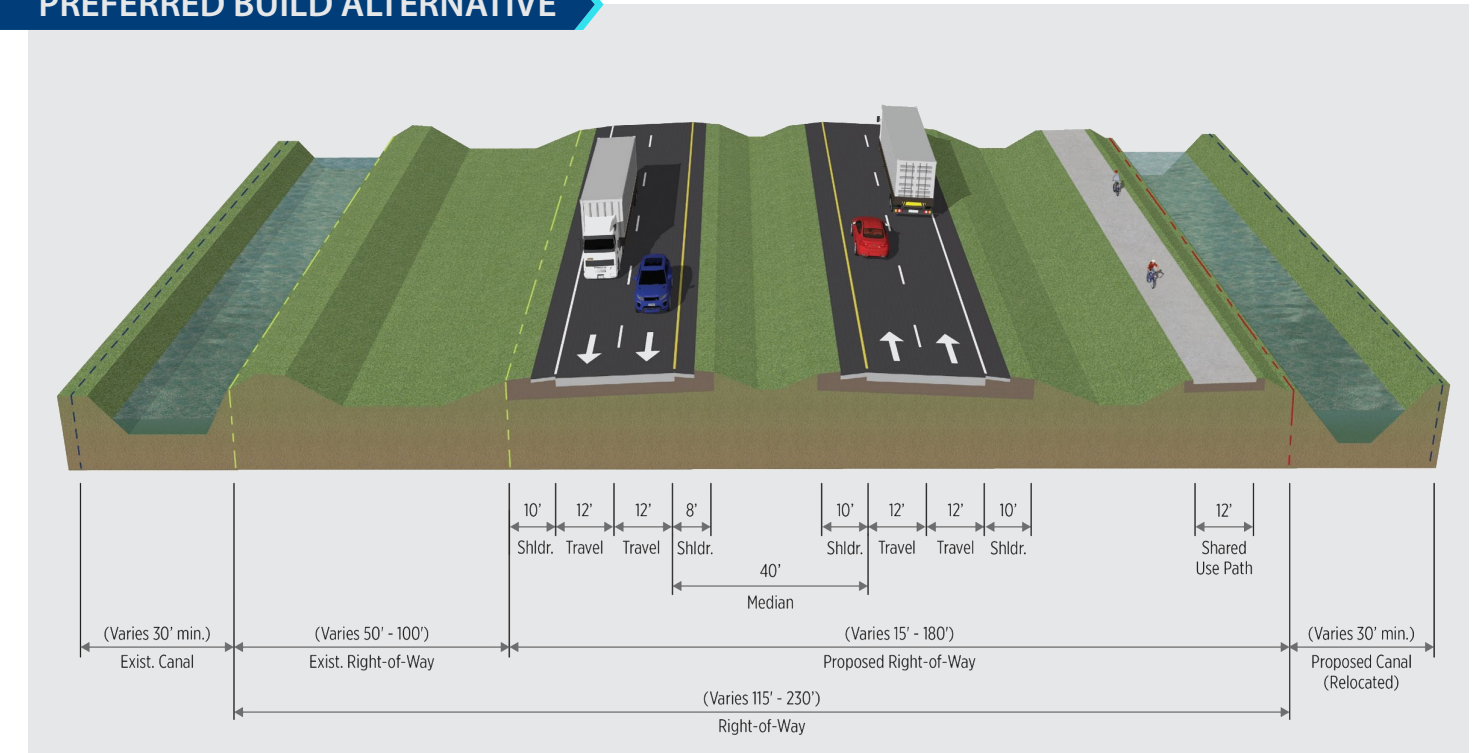 PREFERRED BUILD ALTERNATIVE
10' 12' 12' 8' 10' 12' 12' 10' 12'
Shldr. Travel Travel Shldr. Shldr. Travel Travel Shldr. Shared
Use Path
40'
Median
(Varies 30' min.) (Varies 50' - 100') (Varies 15' - 180') (Varies 30' min.)
Exist. Canal Exist. Right-of-Way Proposed Right-of-Way Proposed Canal
(Relocated)
(Varies 115' - 230')
Right-of-Way